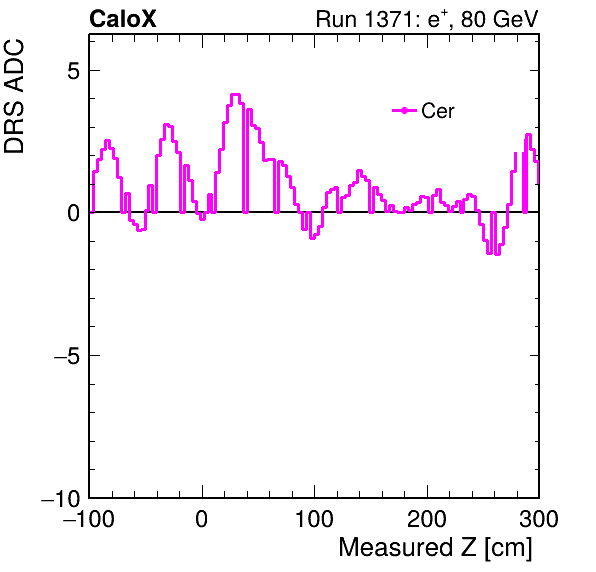 CaloX
Run 1371: e⁺, 80 GeV
DRS ADC
5
Cer
0
−5
−10
−100 0 100 200 300
Measured Z [cm]